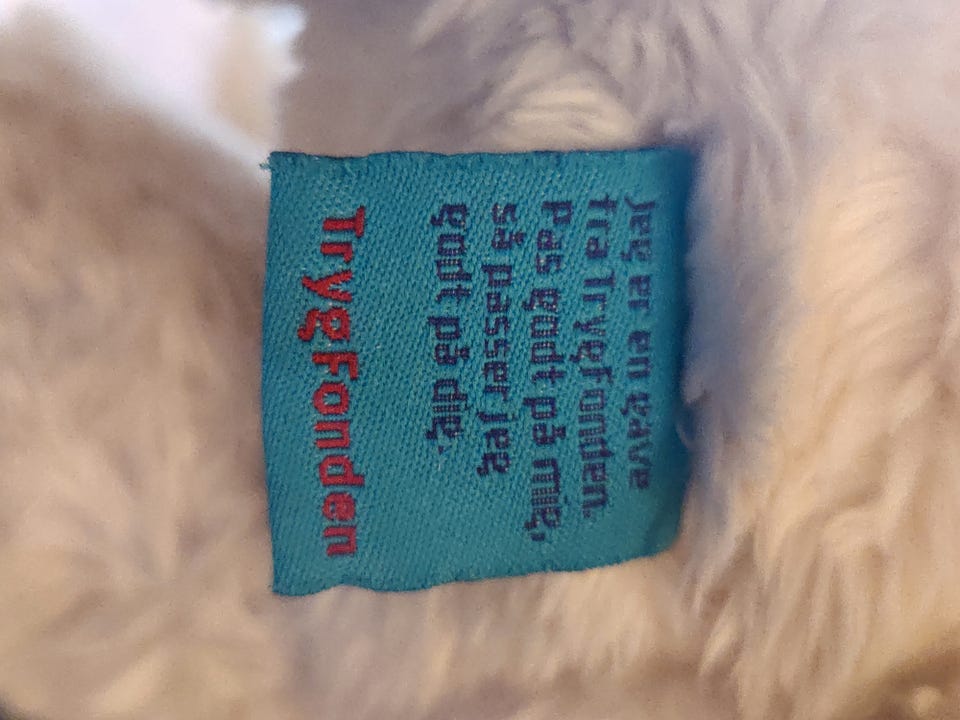 Jeg er en gave
fra TrygFonden.
Pas godt på mig,
så passer jeg
godt på dig.
TrygFonden